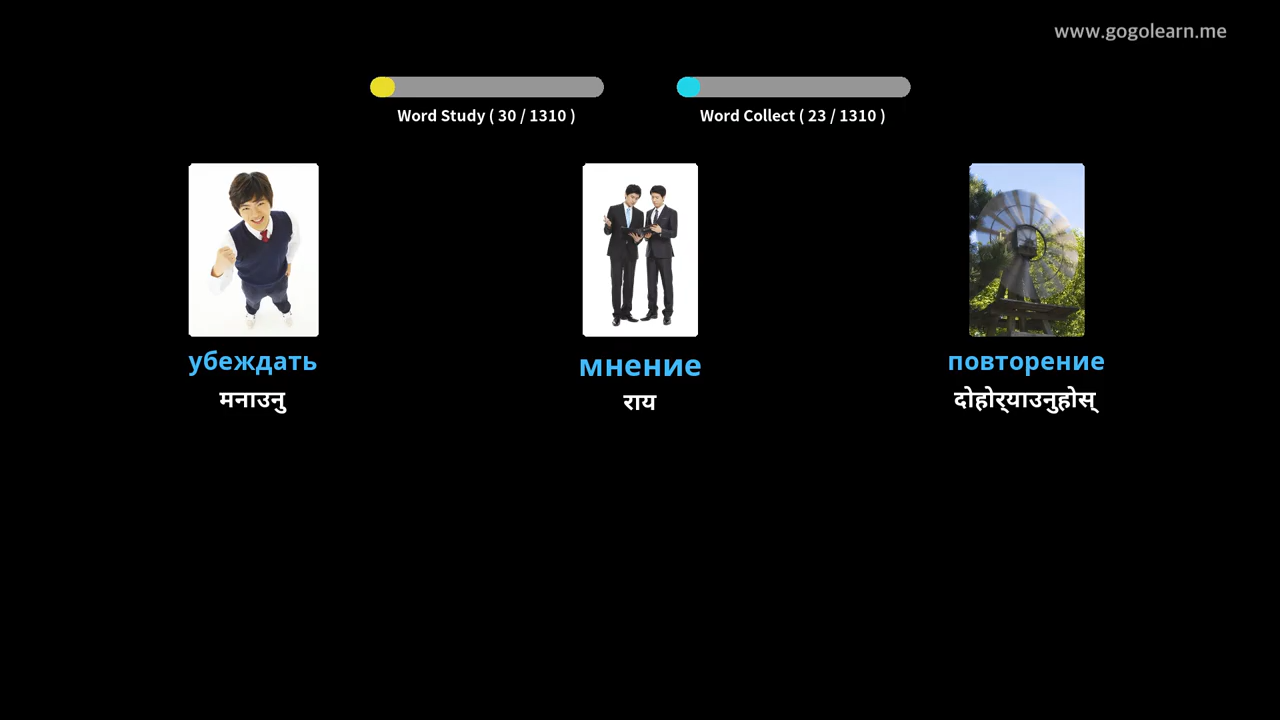 www.gogolearn.me
Word Study ( 30 / 1310 )
Word Collect ( 23 / 1310 )
убеждать
मनाउनु
мнение
राय
повторение
दोहोर्‍याउनुहोस्